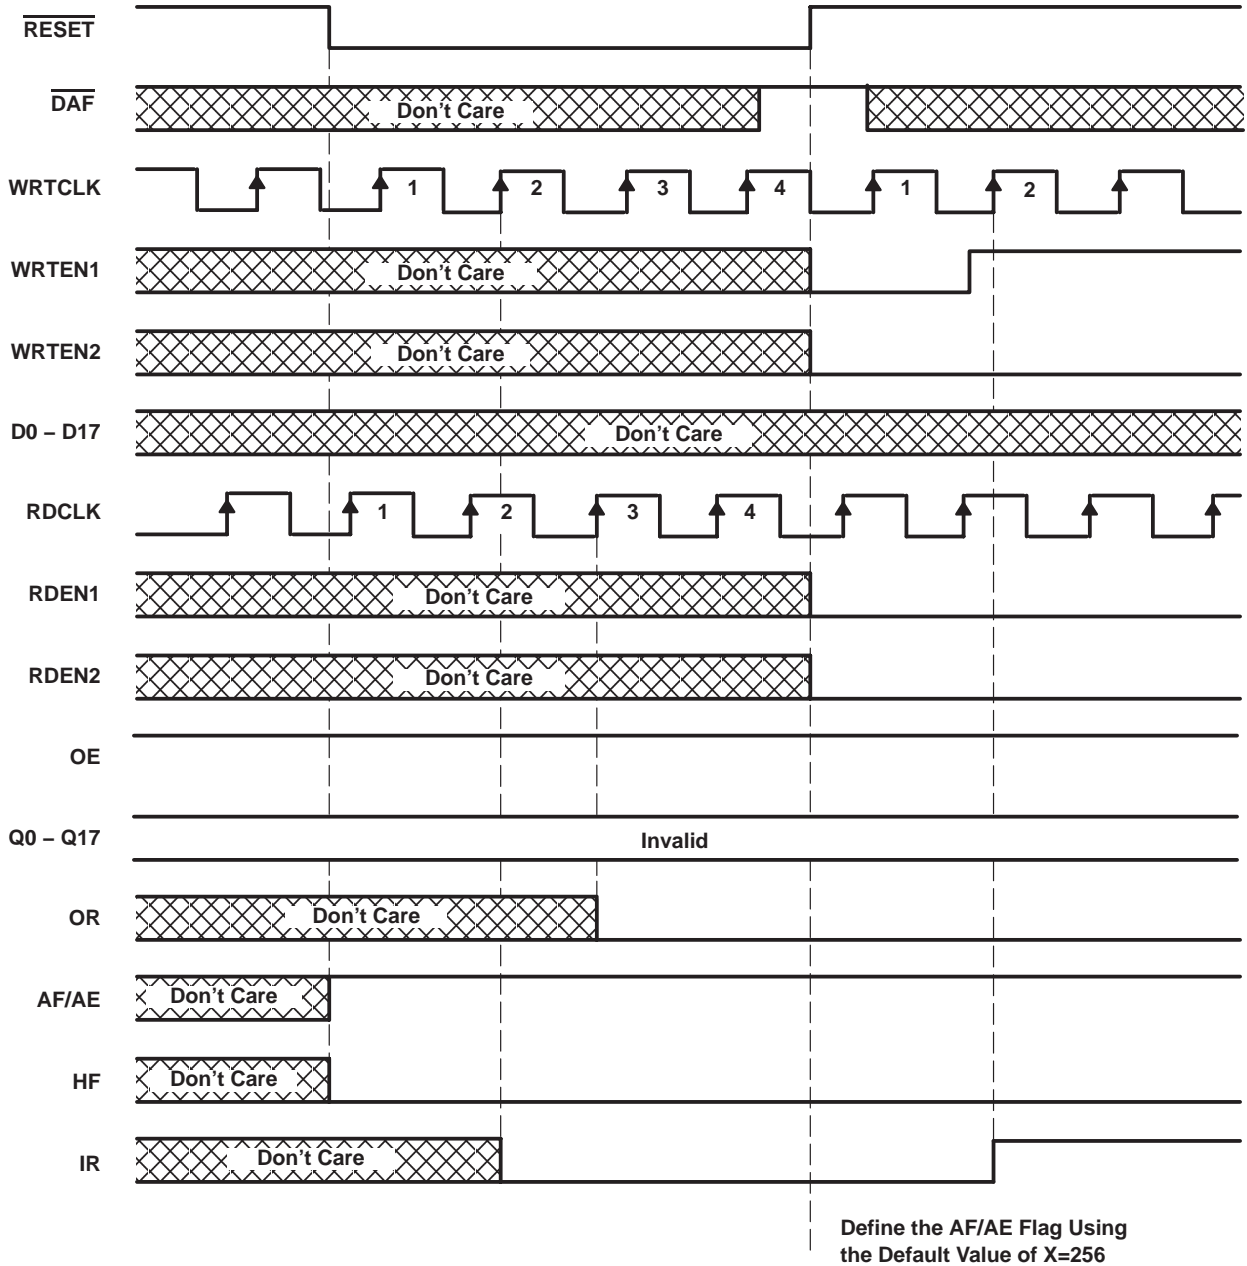 RESET
DAF
Don't Care
WRTCLK
1 2 3 4 1 2
WRTEN1
Don't Care
WRTEN2
Don't Care
D0 – D17
Don't Care
RDCLK
1 2 3 4
RDEN1
Don't Care
RDEN2
Don't Care
OE
Q0 – Q17
Invalid
OR
Don't Care
AF/AE
Don't Care
HF
Don't Care
IR
Don't Care
Define the AF/AE Flag Using
the Default Value of X=256